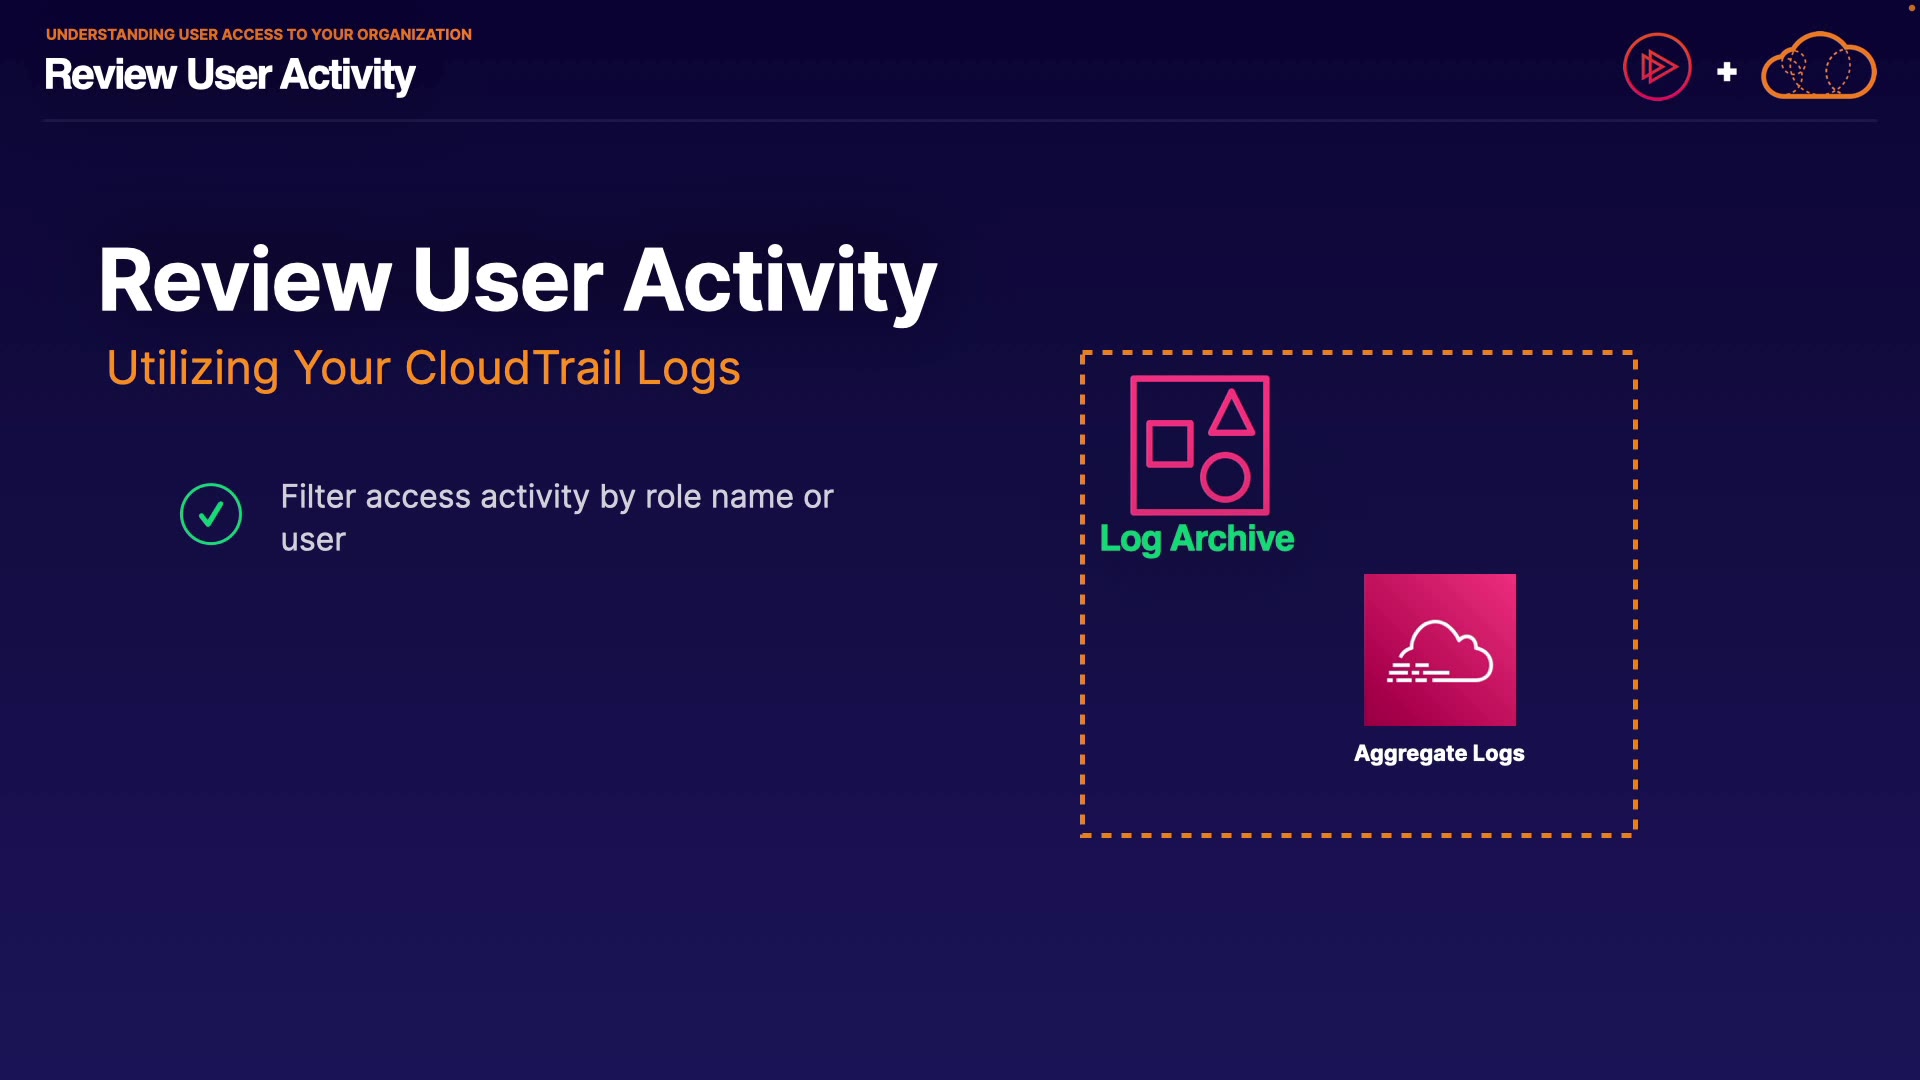 UNDERSTANDING USER ACCESS TO YOUR ORGANIZATION
Review User Activity
Review User Activity
Utilizing Your CloudTrail Logs
Filter access activity by role name or
user
Log Archive
Aggregate Logs